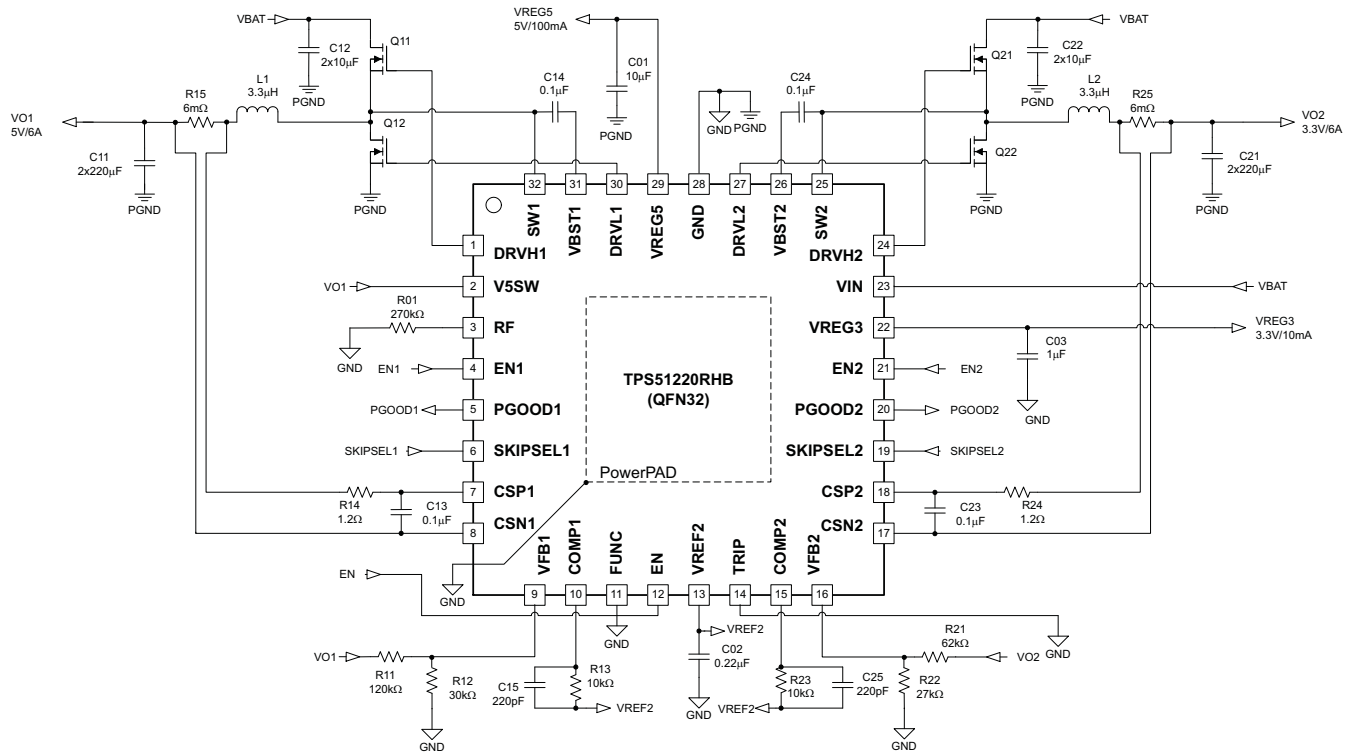 VREG5
5V/100mA
VBAT
C12
2x10μF
PGND
Q11
C01
10μF
PGND
C14
0.1μF
C24
0.1μF
GND
PGND
Q21
VBAT
C22
2x10μF
PGND
L1
3.3μH
R15
6mΩ
VO1
5V/6A
C11
2x220μF
PGND
Q12
PGND
L2
3.3μH
R25
6mΩ
VO2
3.3V/6A
C21
2x220μF
PGND
Q22
PGND
32
31
30
29
28
27
26
25
SW1
VBST1
DRVL1
VREG5
GND
DRVL2
VBST2
SW2
1
DRVH1
24
DRVH2
VO1
2
V5SW
VIN
23
VBAT
R01
270kΩ
GND
3
RF
VREG3
22
VREG3
3.3V/10mA
C03
1μF
GND
EN1
4
EN1
EN2
21
EN2
PGOOD1
5
PGOOD1
PGOOD2
20
PGOOD2
SKIPSEL1
6
SKIPSEL1
SKIPSEL2
19
SKIPSEL2
TPS51220RHB
(QFN32)
PowerPAD
R14
1.2Ω
C13
0.1μF
7
CSP1
8
CSN1
CSP2
18
CSN2
17
C23
0.1μF
R24
1.2Ω
GND
VFB1
COMP1
FUNC
EN
VREF2
TRIP
COMP2
VFB2
9
10
11
12
13
14
15
16
EN
GND
VREF2
C02
0.22μF
GND
GND
VO1
R11
120kΩ
R12
30kΩ
GND
C15
220pF
R13
10kΩ
VREF2
VREF2
R23
10kΩ
C25
220pF
R21
62kΩ
VO2
R22
27kΩ
GND